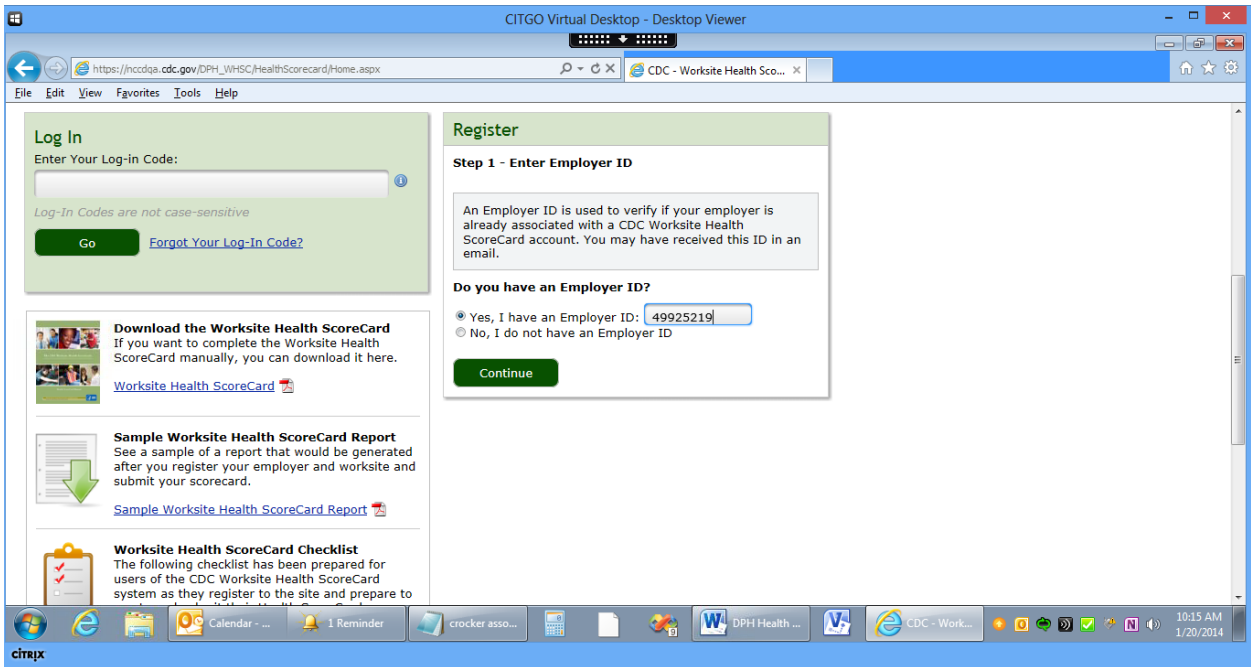 CITGO Virtual Desktop - Desktop Viewer
https://nccdqa.cdc.gov/DPH_WHSC/HealthScorecard/Home.aspx
CDC - Worksite Health Sco...
File Edit View Favorites Tools Help
Log In
Enter Your Log-in Code:
Log-In Codes are not case-sensitive
Go
Forgot Your Log-In Code?
Download the Worksite Health ScoreCard
If you want to complete the Worksite Health
ScoreCard manually, you can download it here.
Worksite Health ScoreCard
Sample Worksite Health ScoreCard Report
See a sample of a report that would be generated
after you register your employer and worksite and
submit your scorecard.
Sample Worksite Health ScoreCard Report
Worksite Health ScoreCard Checklist
The following checklist has been prepared for
users of the CDC Worksite Health ScoreCard
system as they register to the site and prepare to
Register
Step 1 - Enter Employer ID
An Employer ID is used to verify if your employer is
already associated with a CDC Worksite Health
ScoreCard account. You may have received this ID in an
email.
Do you have an Employer ID?
Yes, I have an Employer ID: 49925219
No, I do not have an Employer ID
Continue
Calendar - ...
1 Reminder
crocker asso...
9
DPH Health ...
CDC - Work...
10:15 AM
1/20/2014
CITRIX